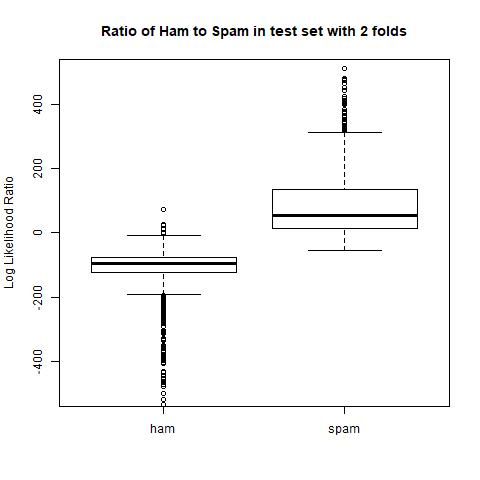 Ratio of Ham to Spam in test set with 2 folds
Log Likelihood Ratio
400
200
0
-200
-400
ham spam